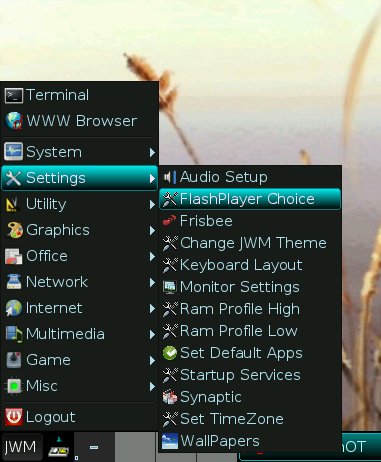 Terminal
WWW Browser
System
Settings
Utility
Graphics
Office
Network
Internet
Multimedia
Game
Misc
Logout
Audio Setup
FlashPlayer Choice
Frisbee
Change JWM Theme
Keyboard Layout
Monitor Settings
Ram Profile High
Ram Profile Low
Set Default Apps
Startup Services
Synaptic
Set TimeZone
WallPapers
JWM